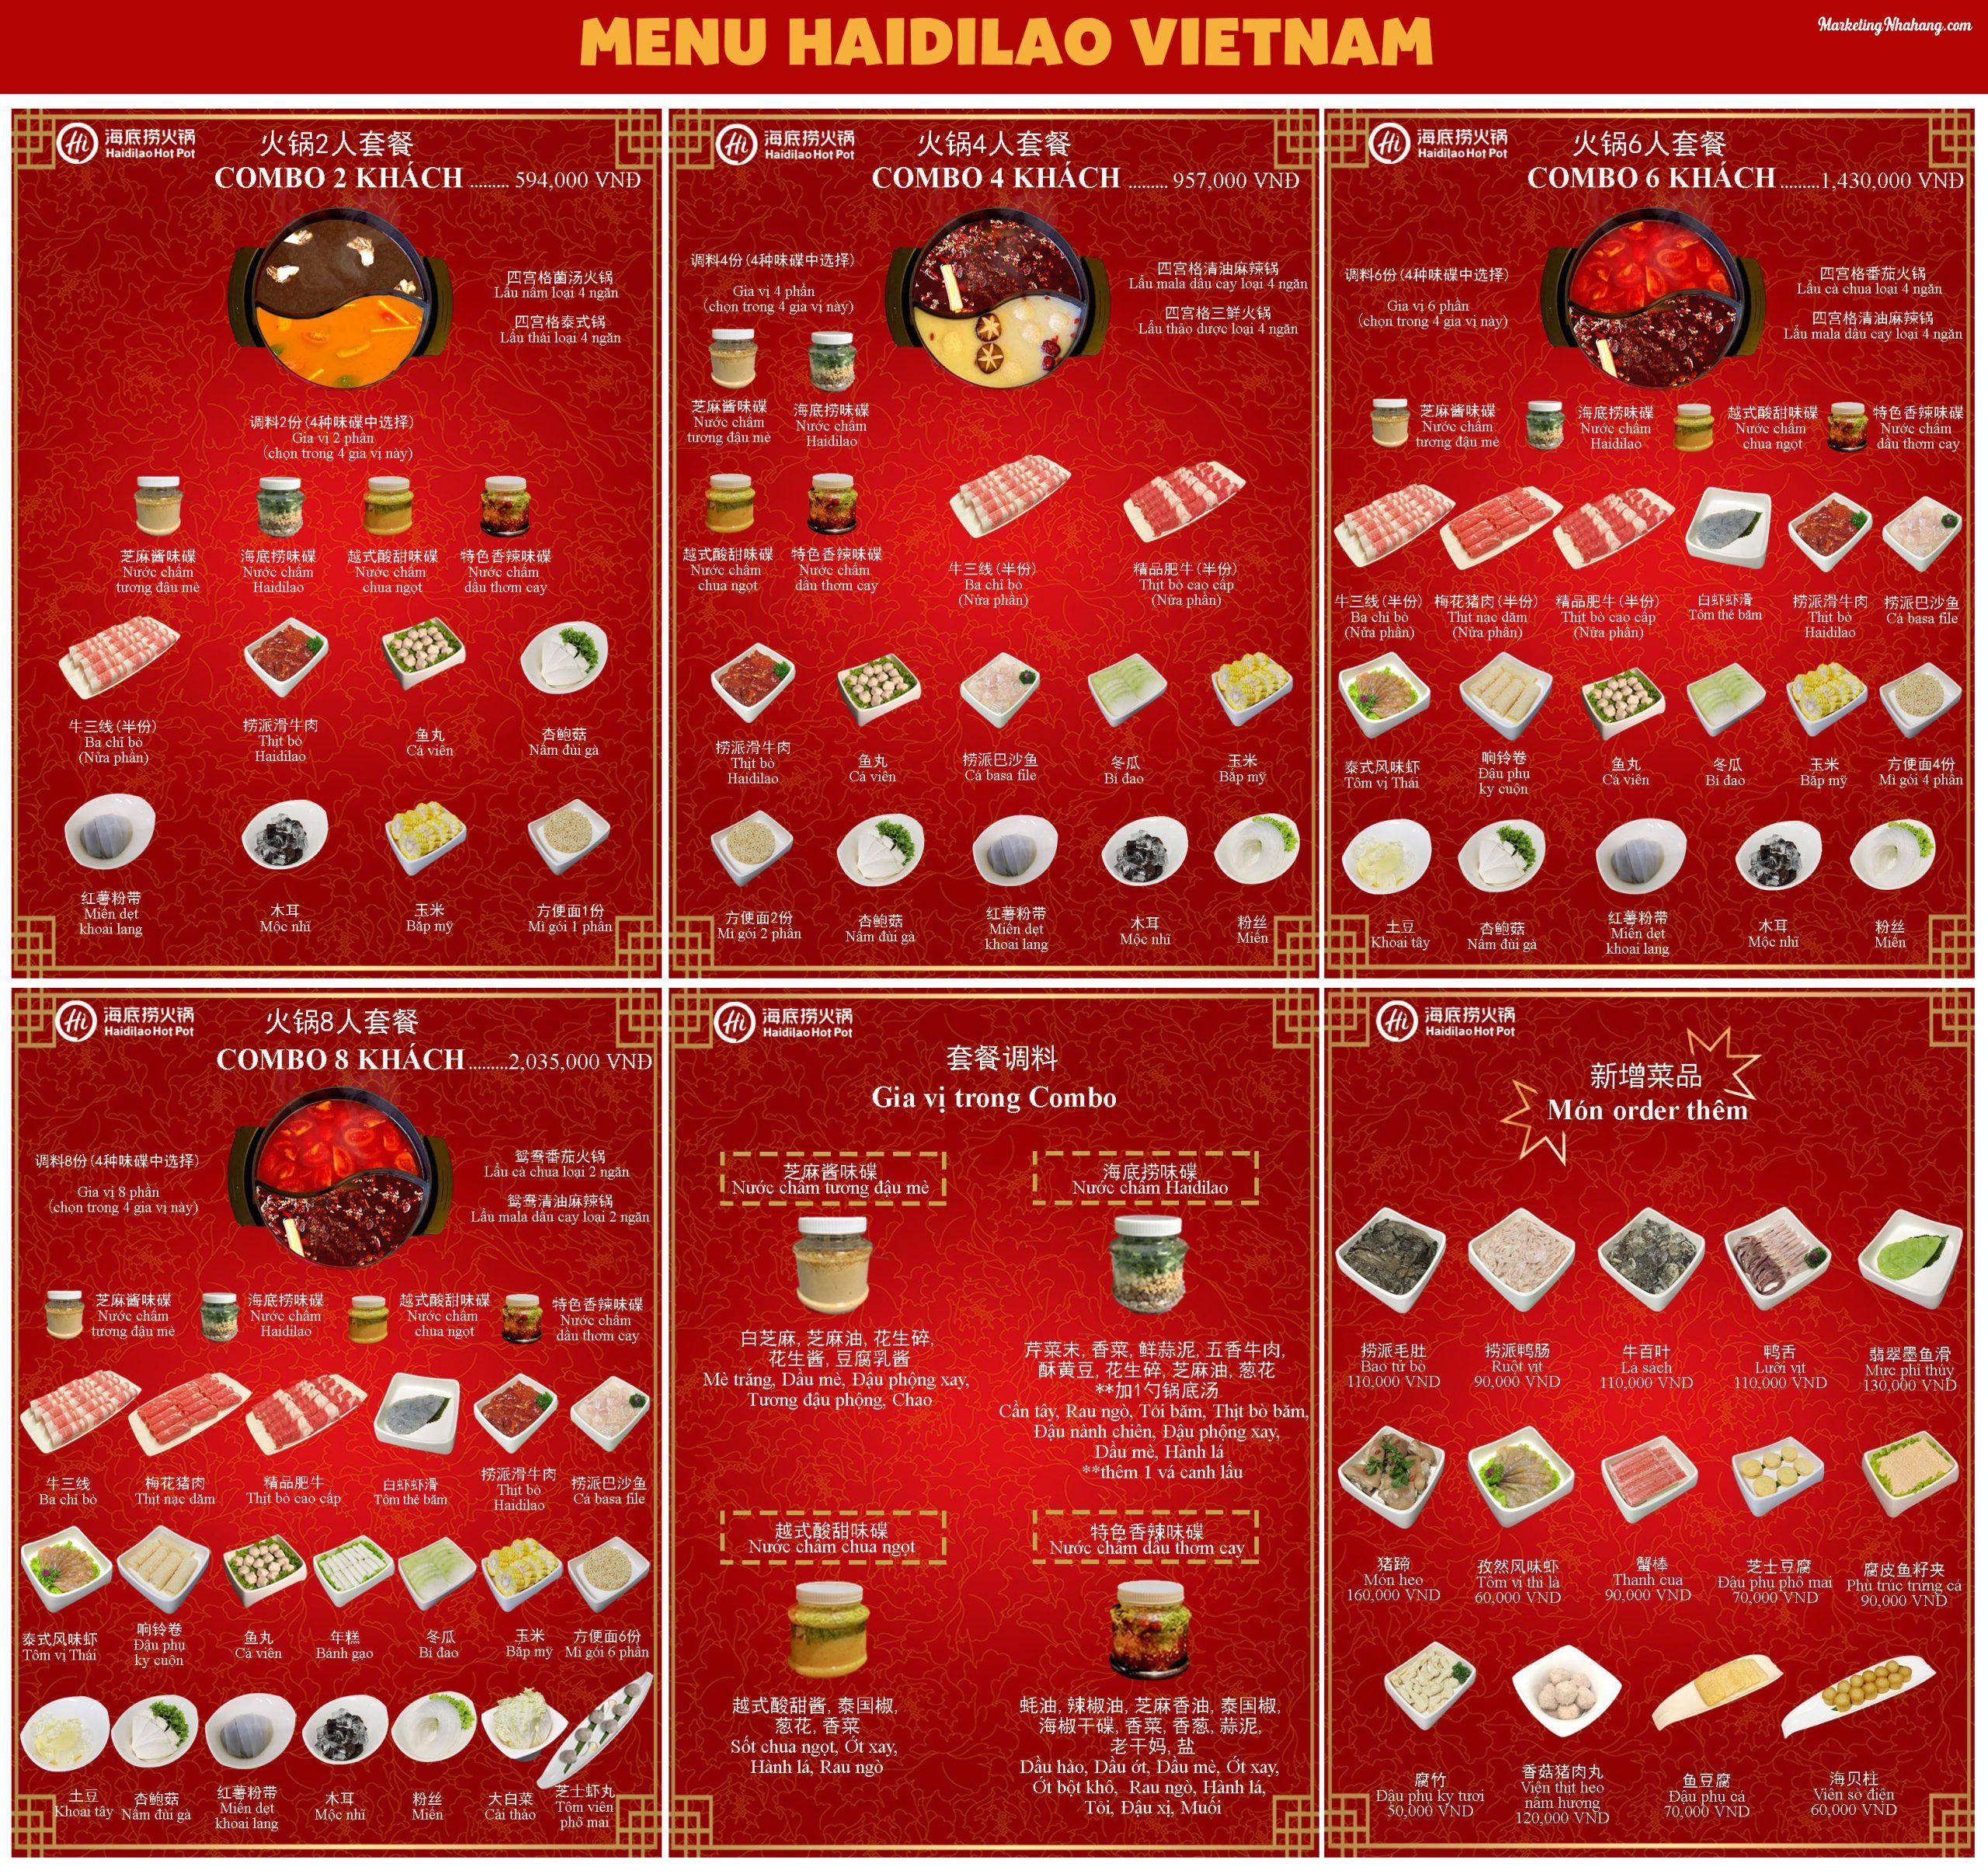 MENU HAIDILAO VIETNAM
MarketingNhahang.com
Hi 海底捞火锅
Haidilao Hot Pot
火锅2人套餐
COMBO 2 KHÁCH ......... 594,000 VNĐ
四宫格菌汤火锅
Lẩu nấm loại 4 ngăn
四宫格泰式锅
Lẩu thái loại 4 ngăn
调料2份(4种味碟中选择)
Gia vị 2 phần
(chọn trong 4 gia vị này)
芝麻酱味碟
Nước chấm
tương đậu mè
海底捞味碟
Nước chấm
Haidilao
越式酸甜味碟
Nước chấm
chua ngọt
特色香辣味碟
Nước chấm
dầu thơm cay
牛三线(半份)
Ba chỉ bò
(Nửa phần)
捞派滑牛肉
Thịt bò
Haidilao
鱼丸
Cá viên
杏鲍菇
Nấm đùi gà
红薯粉带
Miến dẹt
khoai lang
木耳
Mộc nhĩ
玉米
Bắp mỹ
方便面1份
Mì gói 1 phần
Hi 海底捞火锅
Haidilao Hot Pot
火锅4人套餐
COMBO 4 KHÁCH ......... 957,000 VNĐ
调料4份(4种味碟中选择)
Gia vị 4 phần
(chọn trong 4 gia vị này)
四宫格清油麻辣锅
Lẩu mala dầu cay loại 4 ngăn
四宫格三鲜火锅
Lẩu thảo dược loại 4 ngăn
芝麻酱味碟
Nước chấm
tương đậu mè
海底捞味碟
Nước chấm
Haidilao
越式酸甜味碟
Nước chấm
chua ngọt
特色香辣味碟
Nước chấm
dầu thơm cay
牛三线(半份)
Ba chỉ bò
(Nửa phần)
精品肥牛(半份)
Thịt bò cao cấp
(Nửa phần)
捞派滑牛肉
Thịt bò
Haidilao
鱼丸
Cá viên
捞派巴沙鱼
Cá basa file
冬瓜
Bí đao
玉米
Bắp mỹ
方便面2份
Mì gói 2 phần
杏鲍菇
Nấm đùi gà
红薯粉带
Miến dẹt
khoai lang
木耳
Mộc nhĩ
粉丝
Miến
Hi 海底捞火锅
Haidilao Hot Pot
火锅6人套餐
COMBO 6 KHÁCH .........1,430,000 VNĐ
调料6份(4种味碟中选择)
Gia vị 6 phần
(chọn trong 4 gia vị này)
四宫格番茄火锅
Lẩu cà chua loại 4 ngăn
四宫格清油麻辣锅
Lẩu mala dầu cay loại 4 ngăn
芝麻酱味碟
Nước chấm
tương đậu mè
海底捞味碟
Nước chấm
Haidilao
越式酸甜味碟
Nước chấm
chua ngọt
特色香辣味碟
Nước chấm
dầu thơm cay
牛三线(半份)
Ba chỉ bò
(Nửa phần)
梅花猪肉(半份)
Thịt nạc dăm
(Nửa phần)
精品肥牛(半份)
Thịt bò cao cấp
(Nửa phần)
白虾虾滑
Tôm thẻ băm
捞派滑牛肉
Thịt bò
Haidilao
捞派巴沙鱼
Cá basa file
泰式风味虾
Tôm vị Thái
响铃卷
Đậu phụ
ky cuộn
鱼丸
Cá viên
冬瓜
Bí đao
玉米
Bắp mỹ
方便面4份
Mì gói 4 phần
土豆
Khoai tây
杏鲍菇
Nấm đùi gà
红薯粉带
Miến dẹt
khoai lang
木耳
Mộc nhĩ
粉丝
Miến
Hi 海底捞火锅
Haidilao Hot Pot
火锅8人套餐
COMBO 8 KHÁCH .........2,035,000 VNĐ
调料8份(4种味碟中选择)
Gia vị 8 phần
(chọn trong 4 gia vị này)
鸳鸯番茄火锅
Lẩu cà chua loại 2 ngăn
鸳鸯清油麻辣锅
Lẩu mala dầu cay loại 2 ngăn
芝麻酱味碟
Nước chấm
tương đậu mè
海底捞味碟
Nước chấm
Haidilao
越式酸甜味碟
Nước chấm
chua ngọt
特色香辣味碟
Nước chấm
dầu thơm cay
牛三线
Ba chỉ bò
梅花猪肉
Thịt nạc dăm
精品肥牛
Thịt bò cao cấp
白虾虾滑
Tôm thẻ băm
捞派滑牛肉
Thịt bò
Haidilao
捞派巴沙鱼
Cá basa file
泰式风味虾
Tôm vị Thái
响铃卷
Đậu phụ
ky cuộn
鱼丸
Cá viên
年糕
Bánh gạo
冬瓜
Bí đao
玉米
Bắp mỹ
方便面6份
Mì gói 6 phần
土豆
Khoai tây
杏鲍菇
Nấm đùi gà
红薯粉带
Miến dẹt
khoai lang
木耳
Mộc nhĩ
粉丝
Miến
大白菜
Cải thảo
芝士虾丸
Tôm viên
phô mai
Hi 海底捞火锅
Haidilao Hot Pot
套餐调料
Gia vị trong Combo
芝麻酱味碟
Nước chấm tương đậu mè
海底捞味碟
Nước chấm Haidilao
白芝麻, 芝麻油, 花生碎,
花生酱, 豆腐乳酱
Mè trắng, Dầu mè, Đậu phộng xay,
Tương đậu phộng, Chao
芹菜末, 香菜, 鲜蒜泥, 五香牛肉,
酥黄豆, 花生碎, 芝麻油, 葱花
**加1勺锅底汤
Cần tây, Rau ngò, Tỏi băm, Thịt bò băm,
Đậu nành chiên, Đậu phộng xay,
Dầu mè, Hành lá
**thêm 1 vá canh lẩu
越式酸甜味碟
Nước chấm chua ngọt
特色香辣味碟
Nước chấm dầu thơm cay
越式酸甜酱, 泰国椒,
葱花, 香菜
Sốt chua ngọt, Ớt xay,
Hành lá, Rau ngò
蚝油, 辣椒油, 芝麻香油, 泰国椒,
海椒干碟, 香菜, 香葱, 蒜泥,
老干妈, 盐
Dầu hào, Dầu ớt, Dầu mè, Ớt xay,
Ớt bột khô, Rau ngò, Hành lá,
Tỏi, Đậu xị, Muối
Hi 海底捞火锅
Haidilao Hot Pot
新增菜品
Món order thêm
捞派毛肚
Bao tử bò
110,000 VND
捞派鸭肠
Ruột vịt
90,000 VND
牛百叶
Lá sách
110,000 VND
鸭舌
Lưỡi vịt
110,000 VND
翡翠墨鱼滑
Mực phỉ thúy
130,000 VND
猪蹄
Món heo
160,000 VND
孜然风味虾
Tôm vị thì là
60,000 VND
蟹棒
Thanh cua
90,000 VND
芝士豆腐
Đậu phụ phô mai
70,000 VND
腐皮鱼籽夹
Phù trúc trứng cá
90,000 VND
腐竹
Đậu phụ ky tươi
50,000 VND
香菇猪肉丸
Viên thịt heo
nấm hương
120,000 VND
鱼豆腐
Đậu phụ cá
70,000 VND
海贝柱
Viên sò điện
60,000 VND